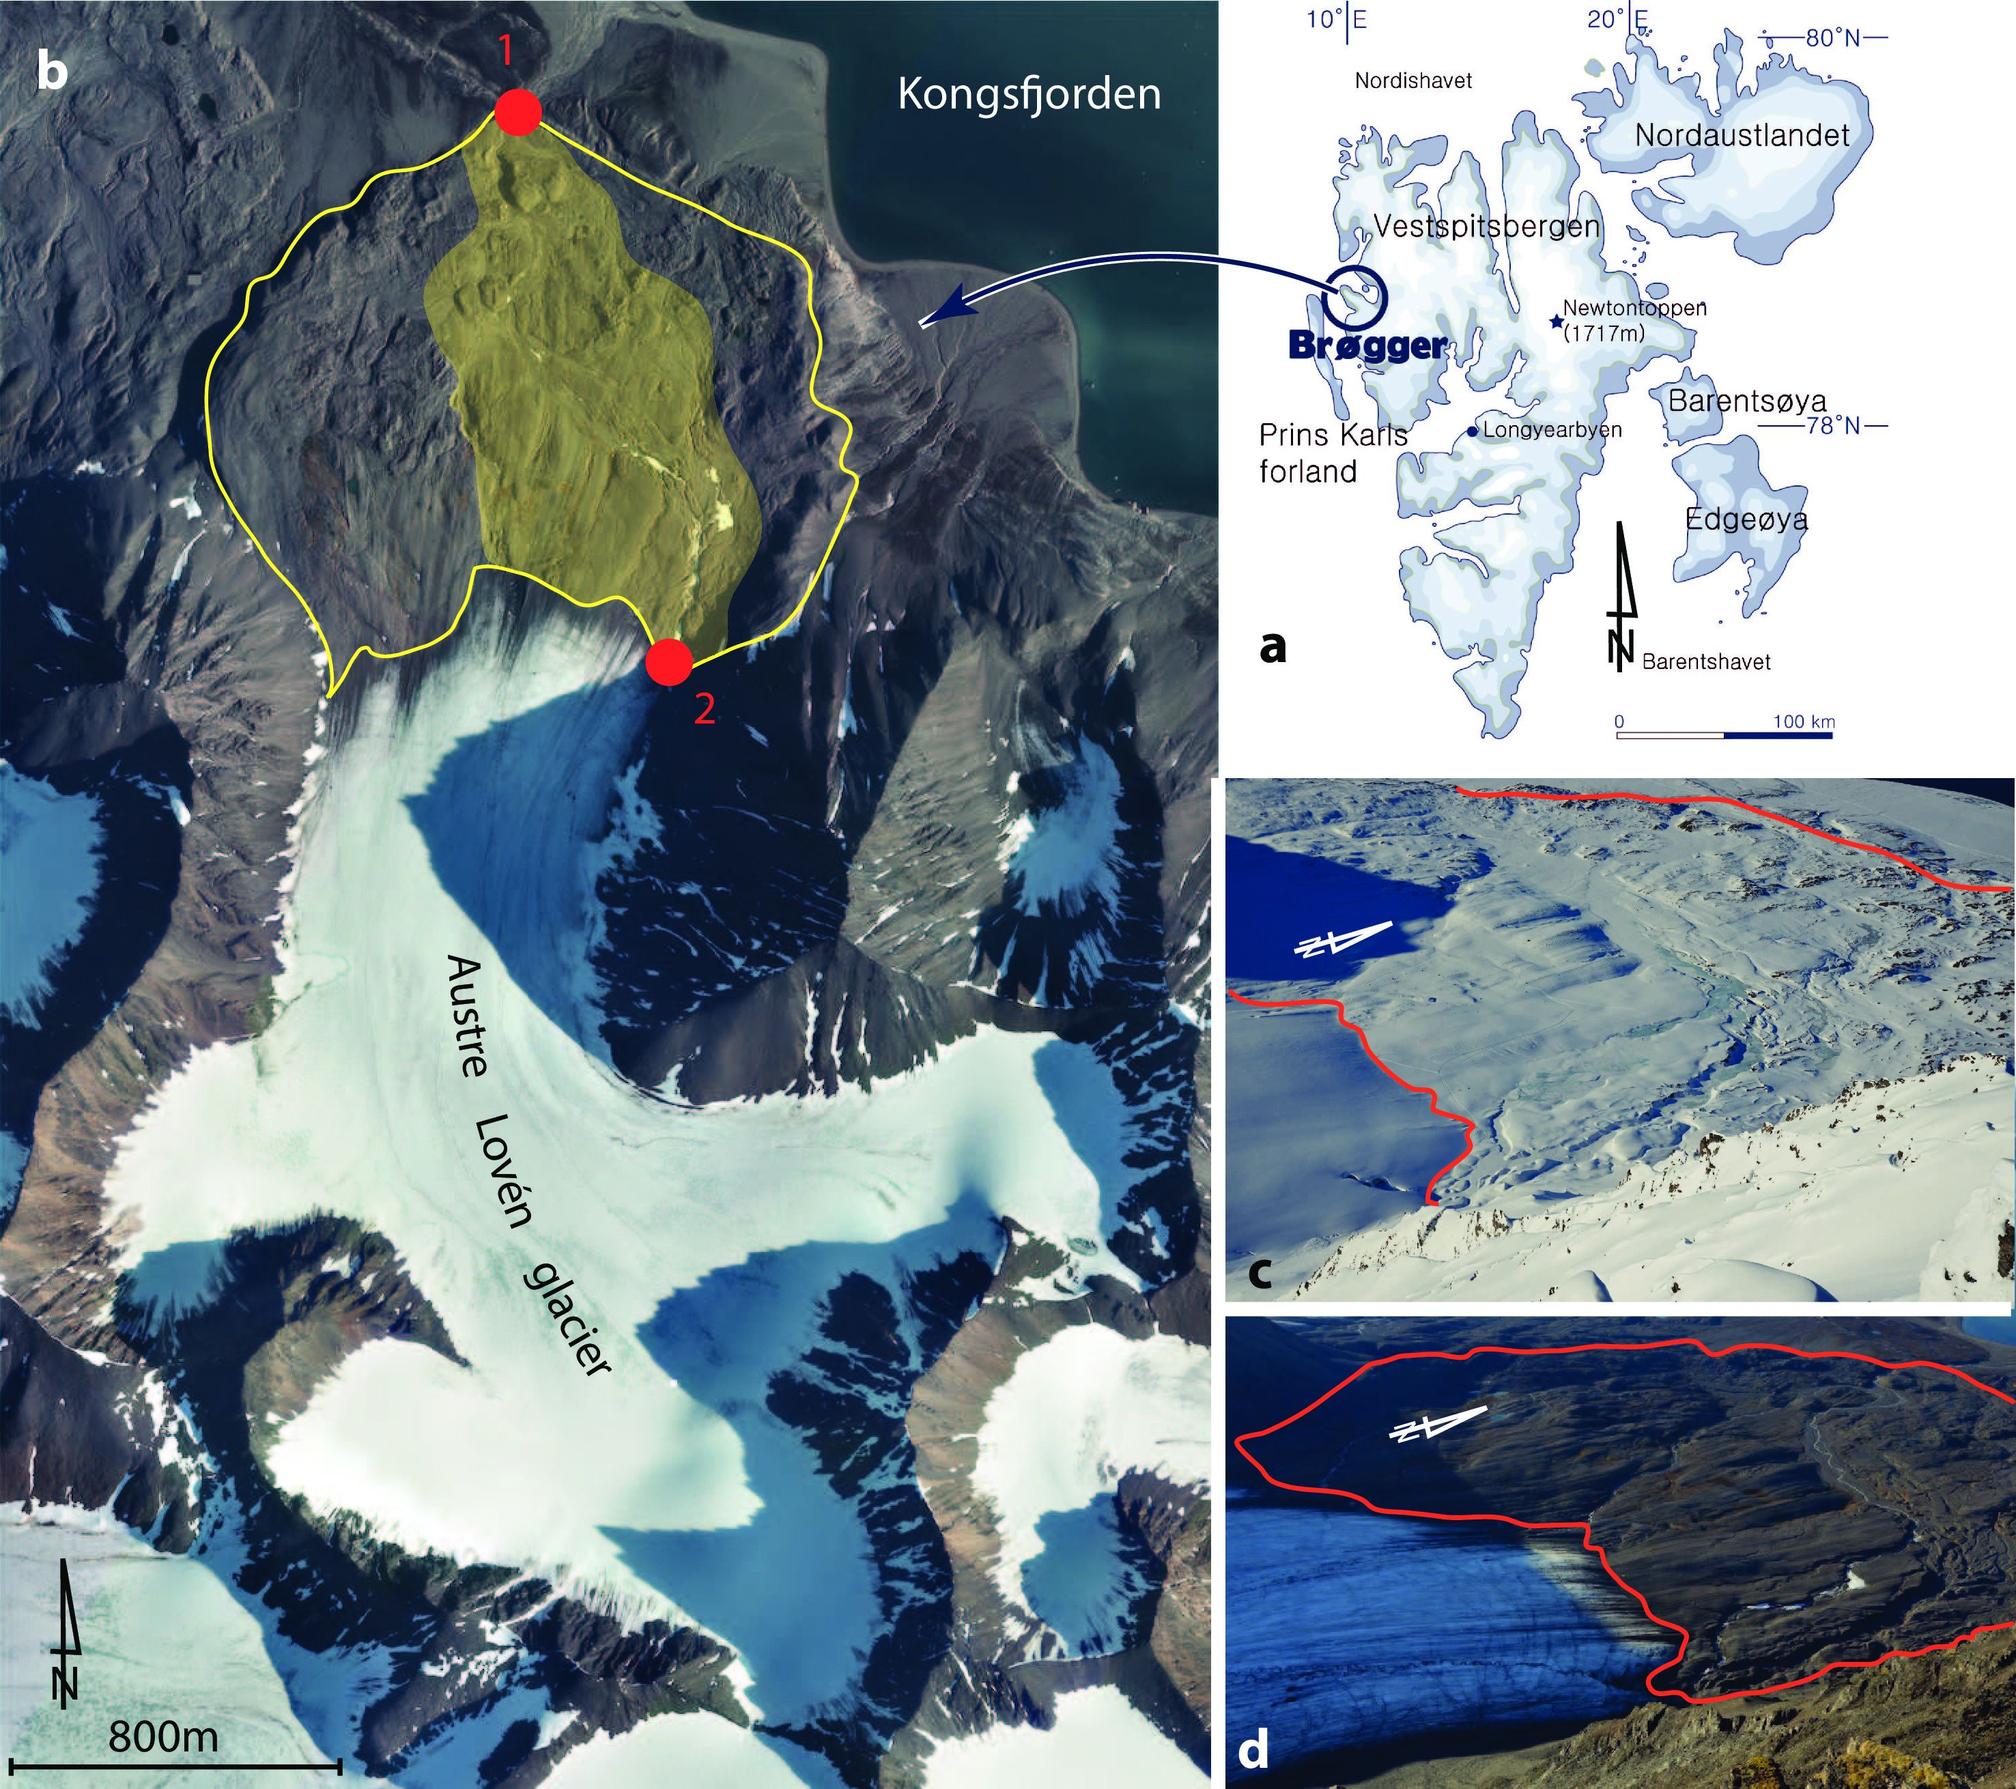 b
1
Kongsfjorden
2
Austre Lovén glacier
N
800m
10°E
20°E
80°N
Nordishavet
Nordaustlandet
Vestspitsbergen
Newtontoppen
(1717m)
Brøgger
Barentsøya
78°N
Prins Karls
forland
Longyearbyen
Edgeøya
a
N
Barentshavet
0
100 km
N
c
N
d